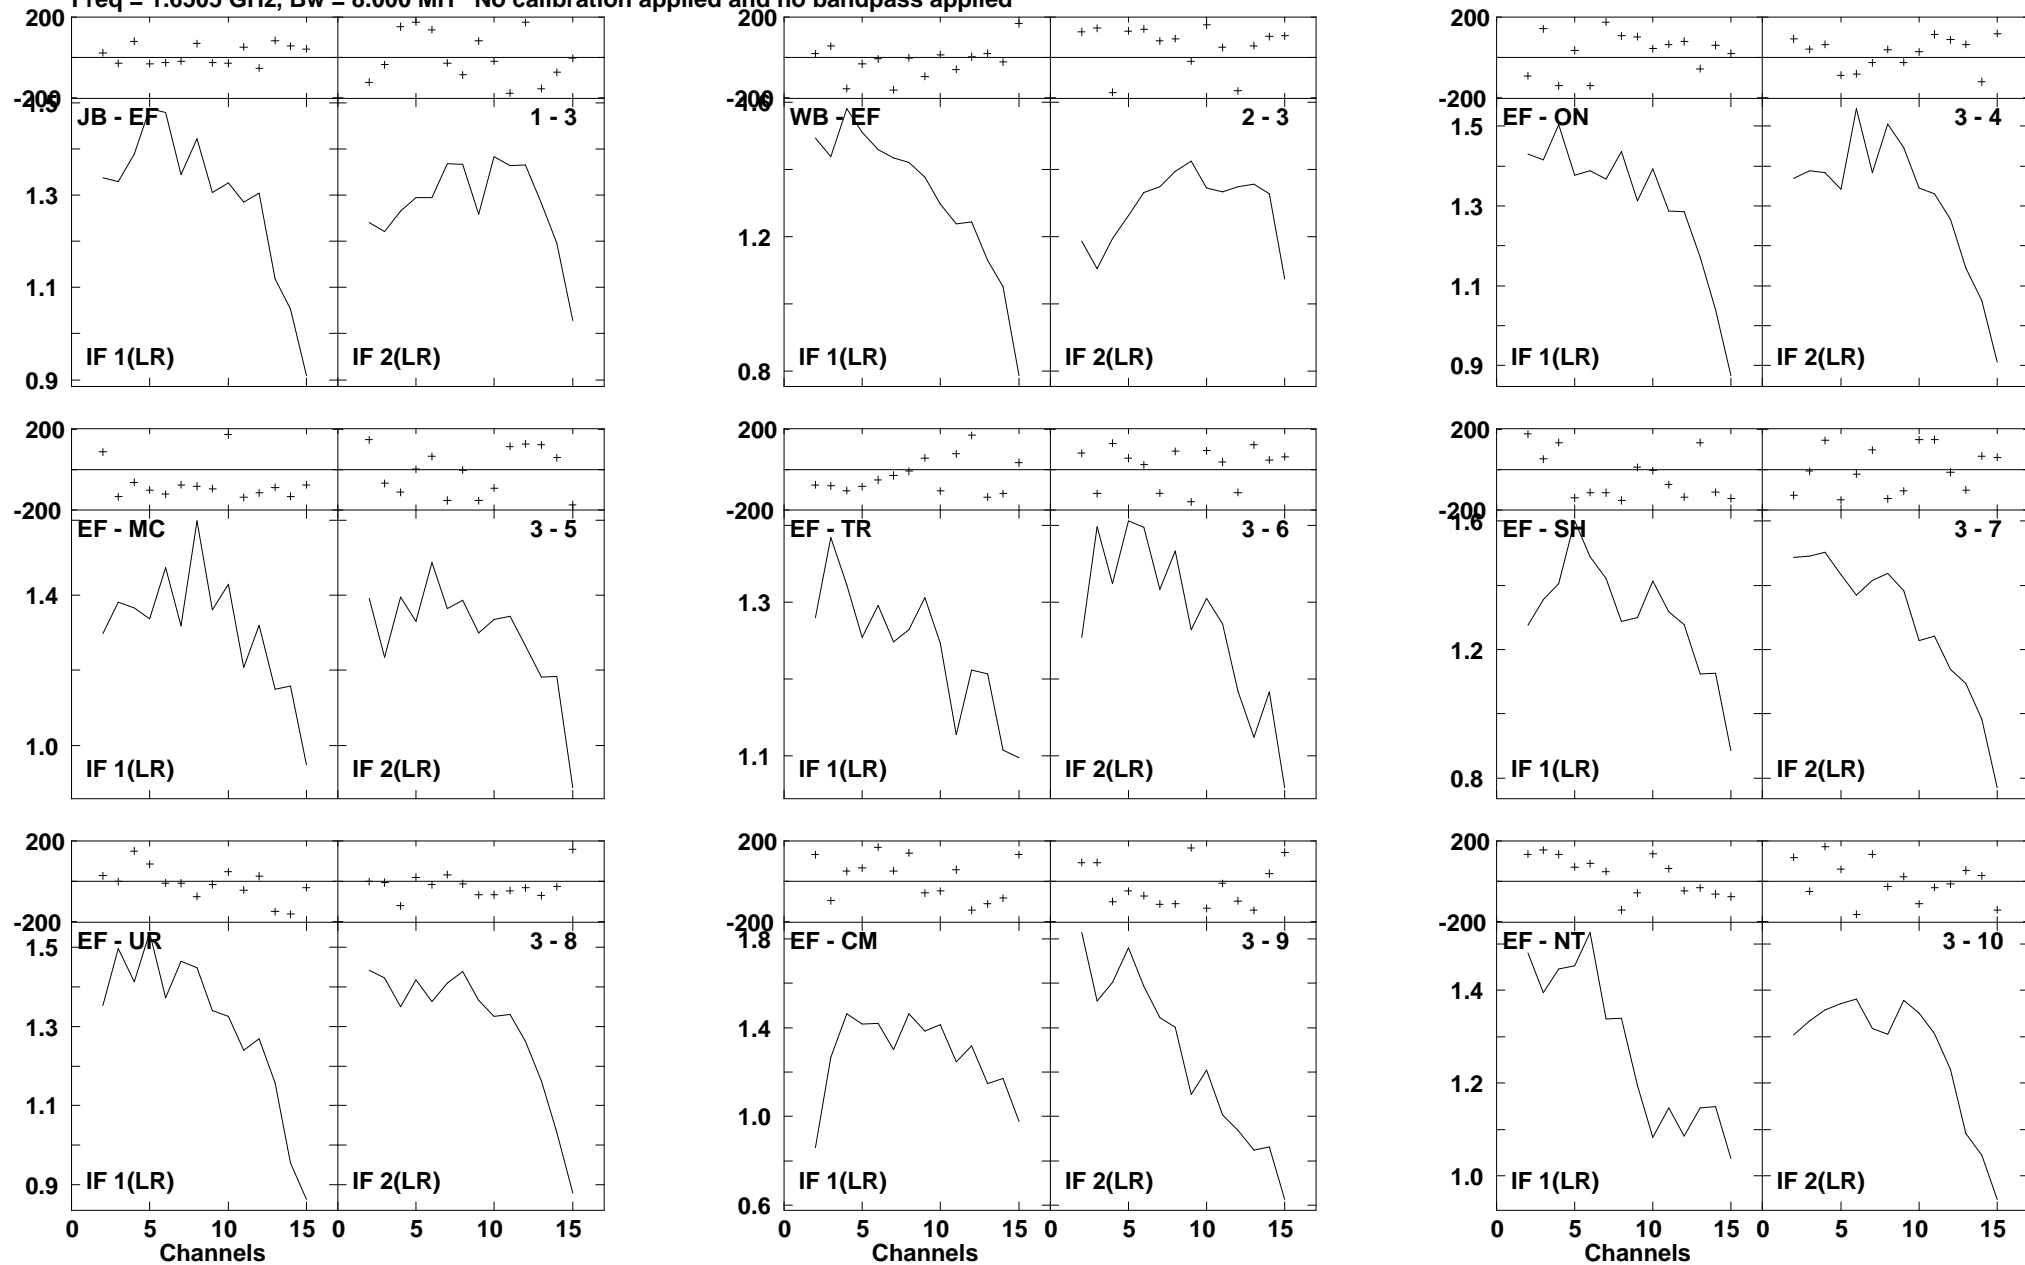 Freq = 1.6505 GHz, Bw = 8.000 MH No calibration applied and no bandpass applied
200 200 200
-200 -200 -200
1.5 JB - EF 1 - 3 1.6 WB - EF 2 - 3 EF - ON 3 - 4
1.5
1.3 1.2 1.3
1.1 1.1
IF 1(LR) IF 2(LR) IF 1(LR) IF 2(LR) IF 1(LR) IF 2(LR)
0.9 0.8 0.9
200 200 200
-200 -200 -200
EF - MC 3 - 5 EF - TR 3 - 6 1.6 EF - SH 3 - 7
1.4 1.3 1.2
1.0 1.1
IF 1(LR) IF 2(LR) IF 1(LR) IF 2(LR) IF 1(LR) IF 2(LR)
0.8
200 200 200
-200 -200 -200
1.5 EF - UR 3 - 8 1.8 EF - CM 3 - 9 EF - NT 3 - 10
1.3 1.4 1.4
1.1 1.0 1.2
0.9 IF 1(LR) IF 2(LR) 0.6 IF 1(LR) IF 2(LR) 1.0 IF 1(LR) IF 2(LR)
0 5 10 15 0 5 10 15 0 5 10 15 0 5 10 15 0 5 10 15 0 5 10 15
Channels Channels Channels